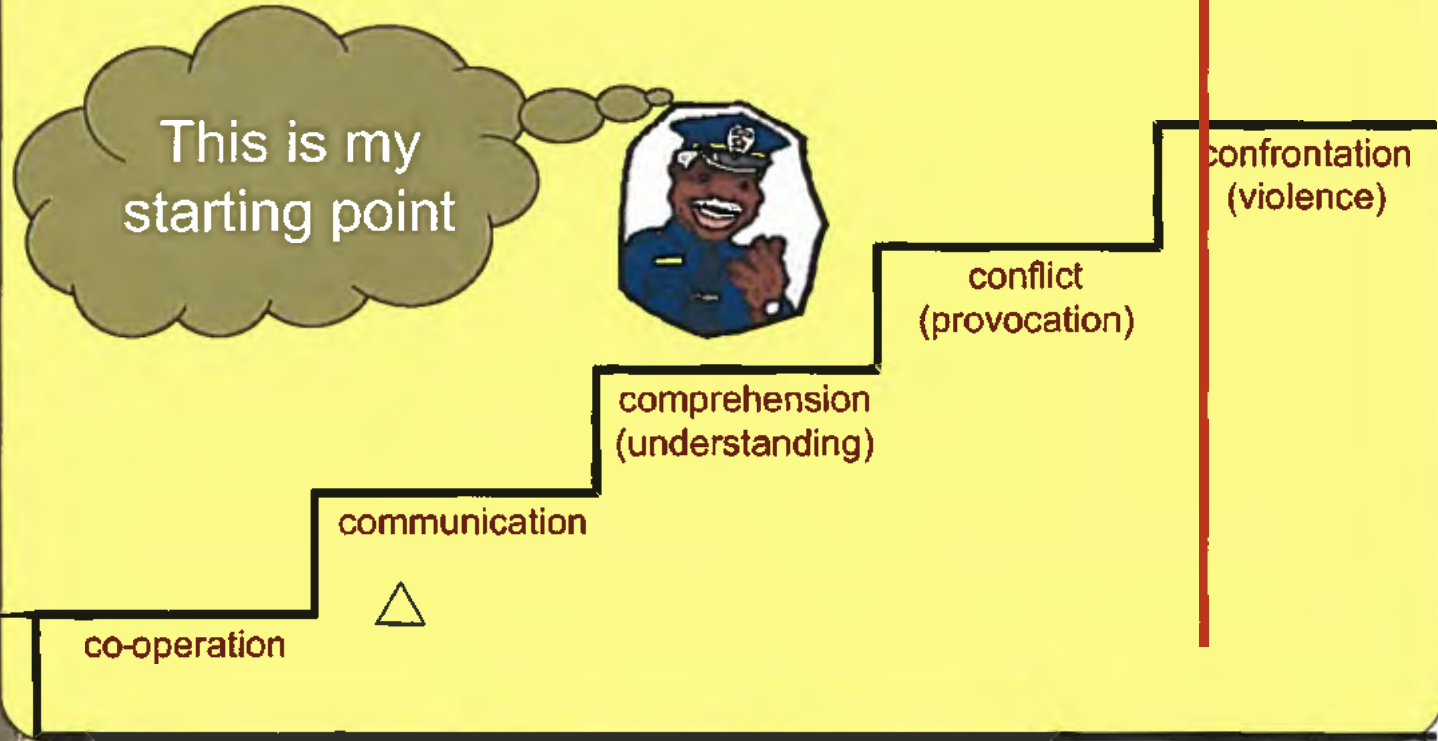 This is my
starting point
confrontation
(violence)
conflict
(provocation)
comprehension
(understanding)
communication
co-operation